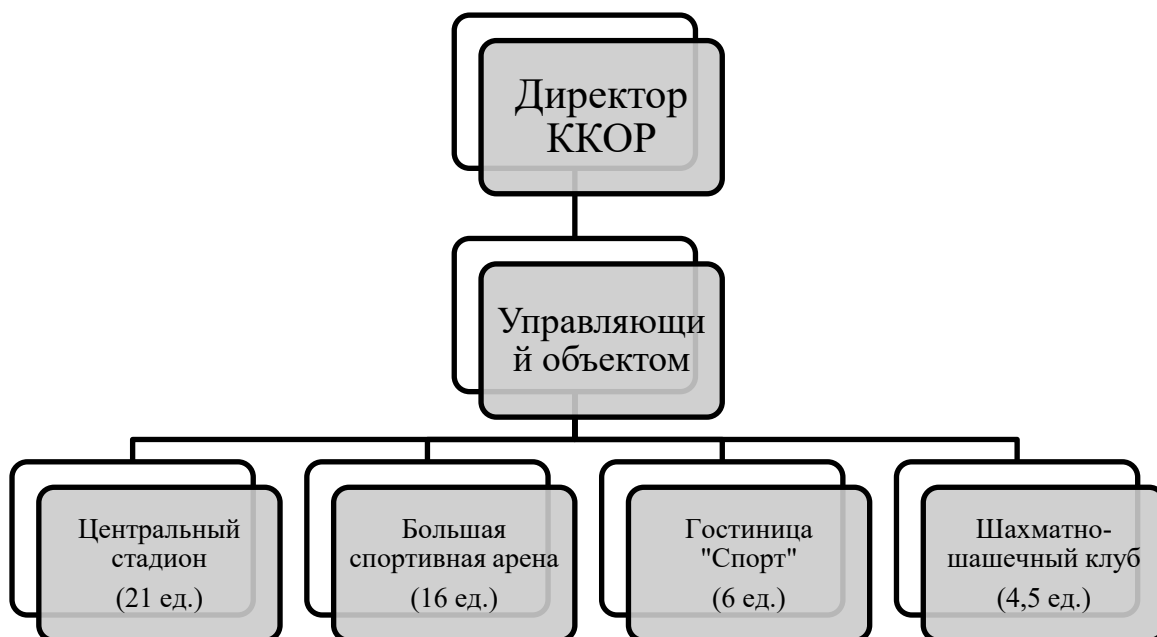 Директор
ККОР
Управляющи
й объектом
Центральный
стадион
(21 ед.)
Большая
спортивная арена
(16 ед.)
Гостиница
"Спорт"
(6 ед.)
Шахматно-
шашечный клуб
(4,5 ед.)